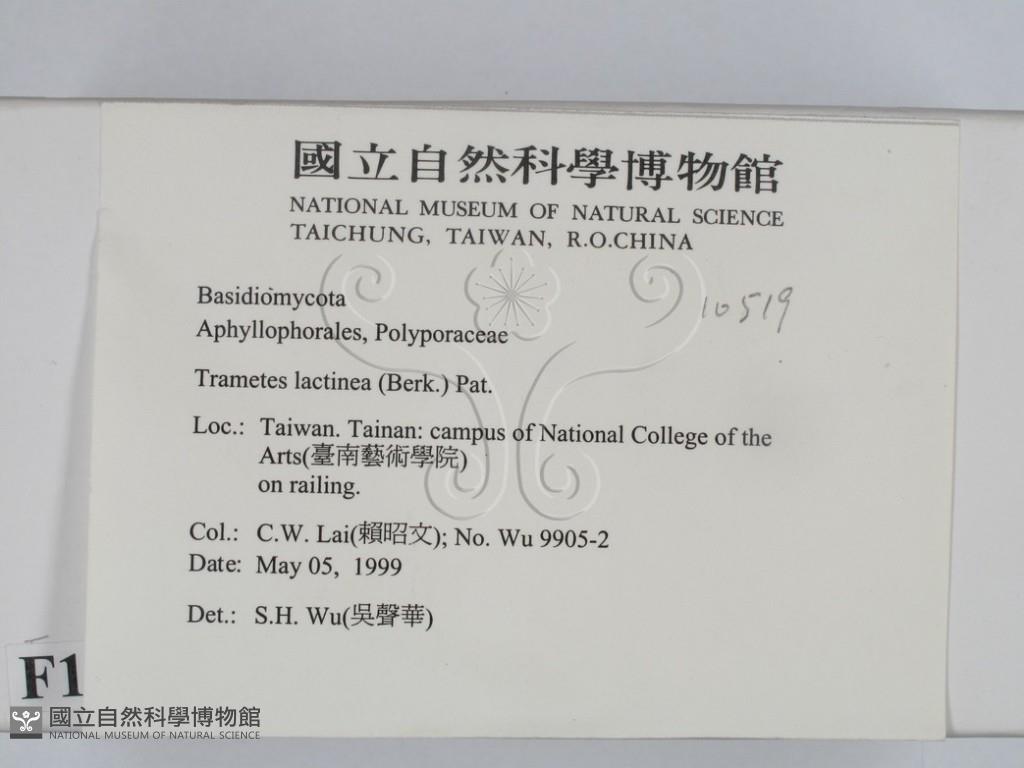 國立自然科學博物館
NATIONAL MUSEUM OF NATURAL SCIENCE
TAICHUNG, TAIWAN, R.O.CHINA
Basidiomycota
10519
Aphyllophorales, Polyporaceae
Trametes lactinea (Berk.) Pat.
Loc.: Taiwan. Tainan: campus of National College of the
Arts(臺南藝術學院)
on railing.
Col.: C.W. Lai(賴昭文); No. Wu 9905-2
Date: May 05, 1999
Det.: S.H. Wu(吳聲華)
F1
國立自然科學博物館
NATIONAL MUSEUM OF NATURAL SCIENCE